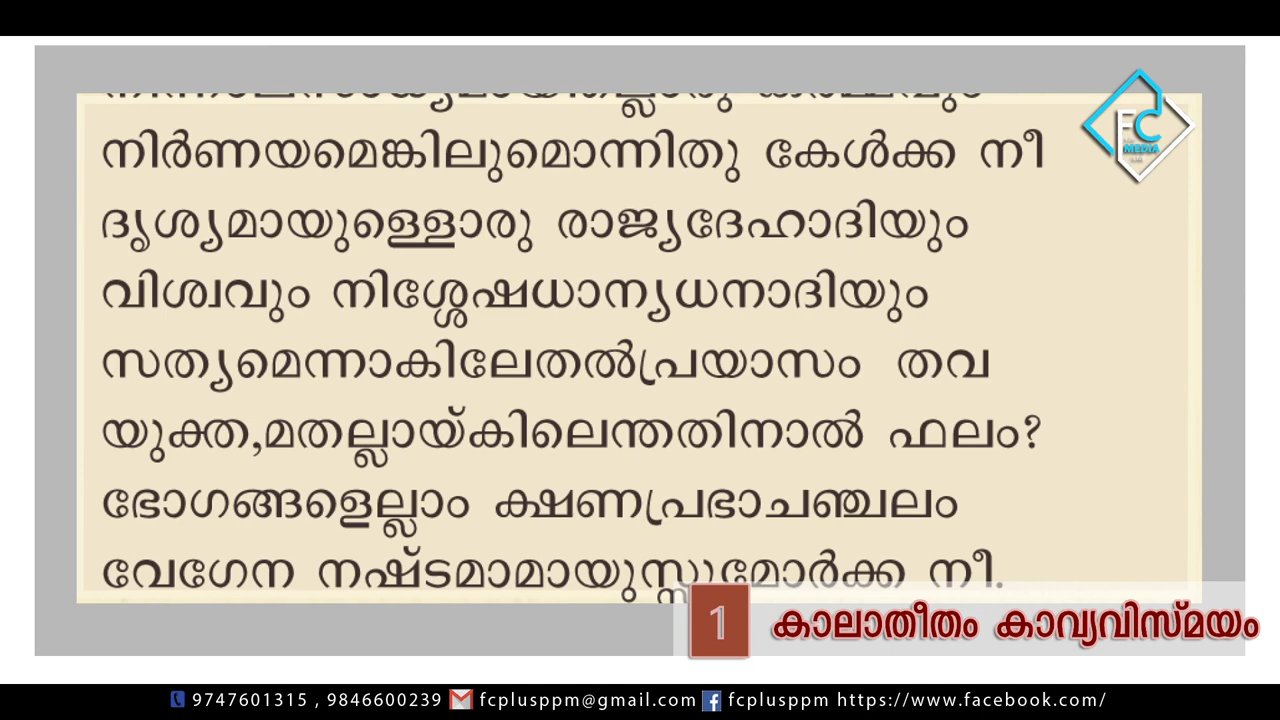 FC
MEDIA
നിർണയമെങ്കിലുമൊന്നിതു കേൾക്ക നീ
ദൃശ്യമായുള്ളൊരു രാജ്യദേഹാദിയും
വിശ്വവും നിശ്ശേഷധാന്യധനാദിയും
സത്യമെന്നാകിലേതൽപ്രയാസം തവ
യുക്ത,മതല്ലായ്കിലെന്തതിനാൽ ഫലം?
ഭോഗങ്ങളെല്ലാം ക്ഷണപ്രഭാചഞ്ചലം
വേഗേന നഷ്ടമാമായുസ്സുമോർക്ക നീ.
1 കാലാതീതം കാവ്യവിസ്മയം
9747601315 , 9846600239 fcplusppm@gmail.com fcplusppm https://www.facebook.com/